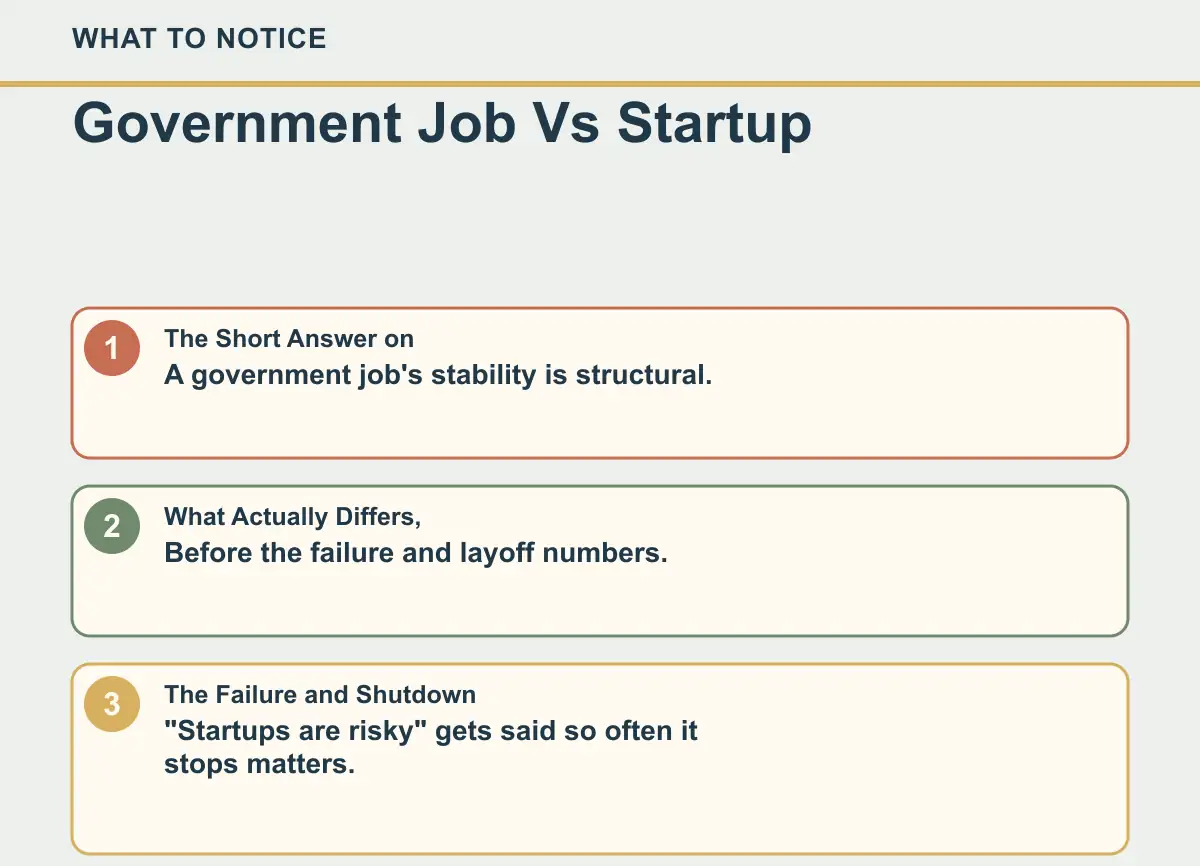 WHAT TO NOTICE
Government Job Vs Startup
1
The Short Answer on
A government job's stability is structural.
2
What Actually Differs,
Before the failure and layoff numbers.
3
The Failure and Shutdown
"Startups are risky" gets said so often it
stops matters.